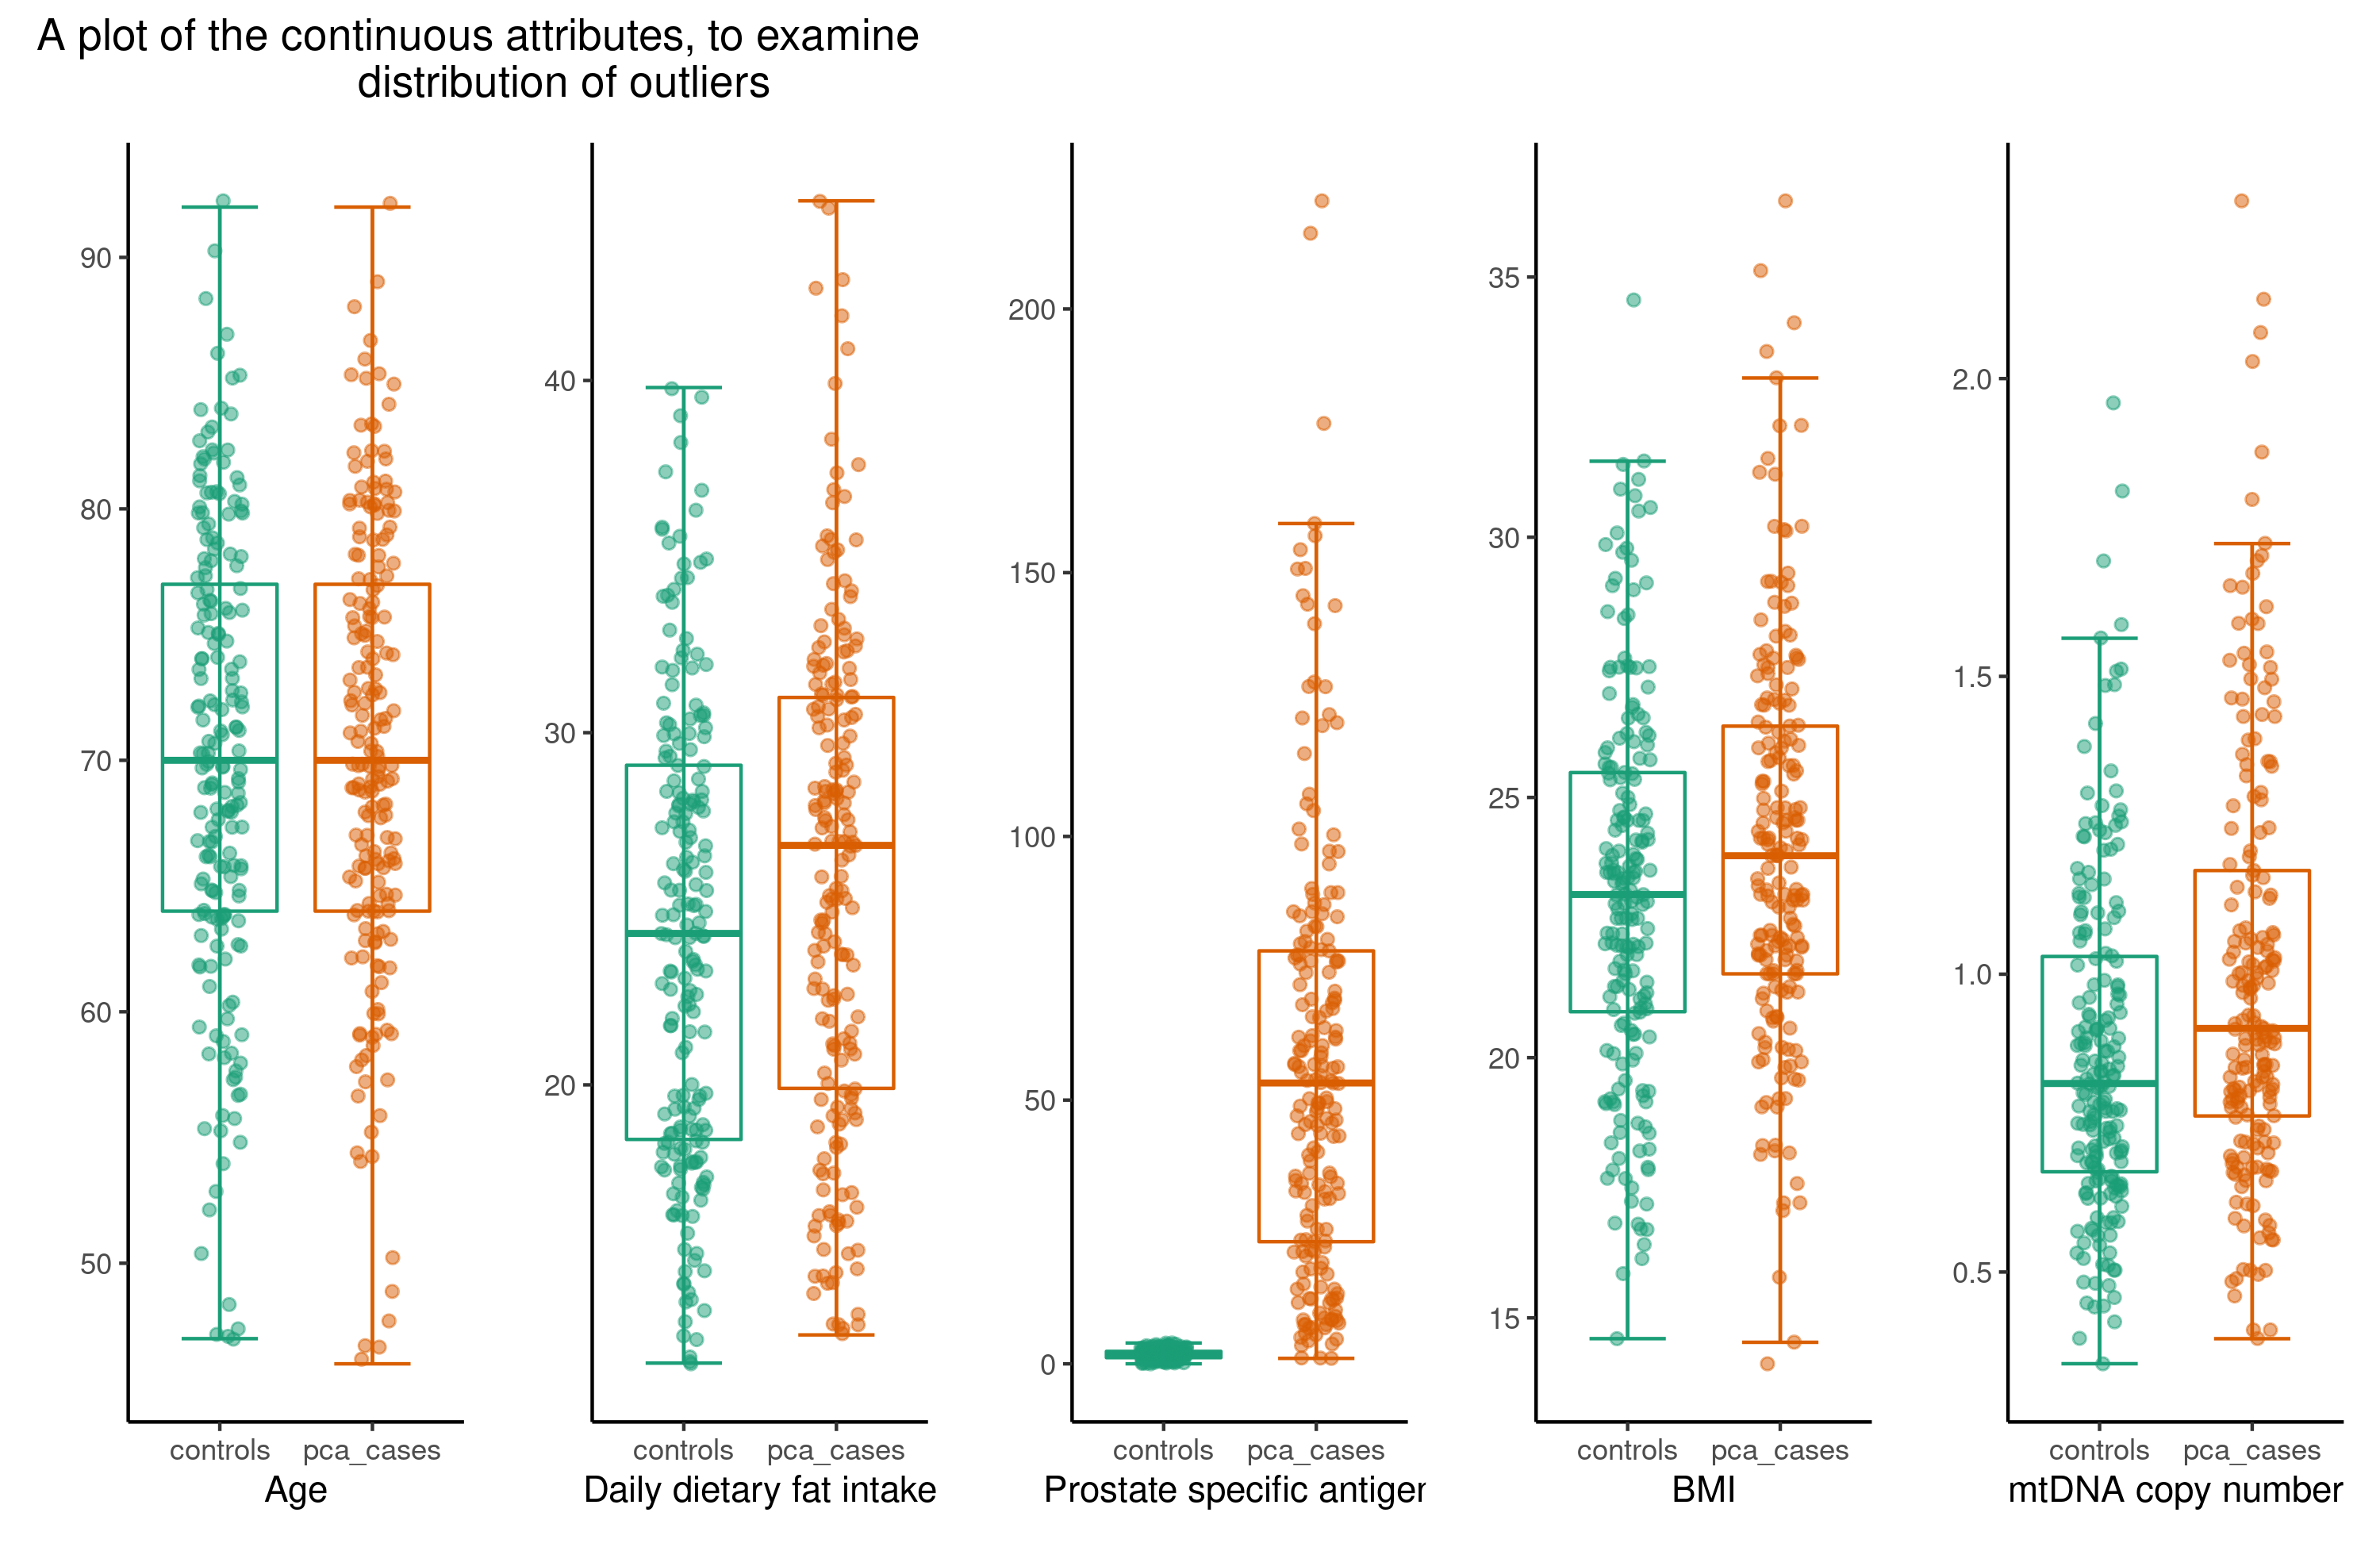 A plot of the continuous attributes, to examine
distribution of outliers
90
80
70
60
50
controls pca_cases
Age
40
30
20
controls pca_cases
Daily dietary fat intake
200
150
100
50
0
controls pca_cases
Prostate specific antigen
35
30
25
20
15
controls pca_cases
BMI
2.0
1.5
1.0
0.5
controls pca_cases
mtDNA copy number